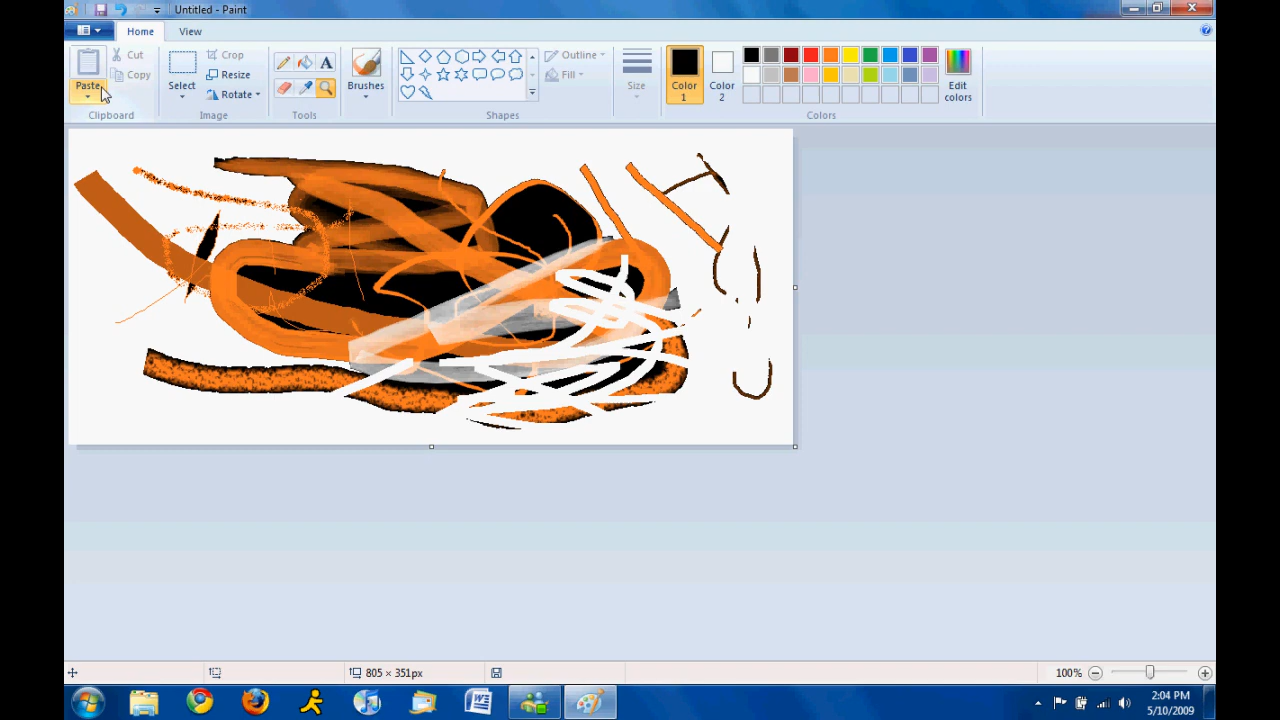 Untitled - Paint
Home View
Paste
Cut
Copy
Clipboard
Select
Crop
Resize
Rotate
Image
A
Tools
Brushes
Shapes
Outline
Fill
Size
Color 1
Color 2
Edit colors
Colors
805 × 351px
100%
2:04 PM
5/10/2009